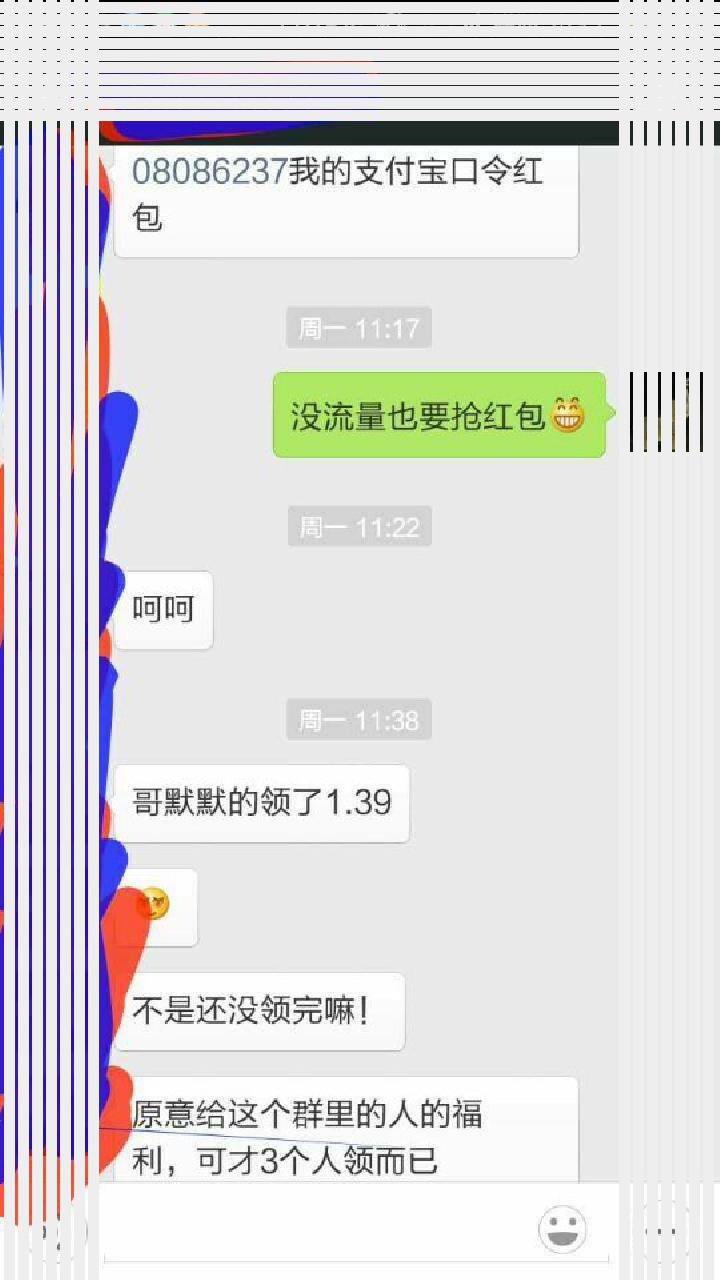 08086237我的支付宝口令红
包
周一 11:17
没流量也要抢红包
周一 11:22
呵呵
周一 11:38
哥默默的领了1.39
不是还没领完嘛！
原意给这个群里的人的福
利，可才3个人领而已